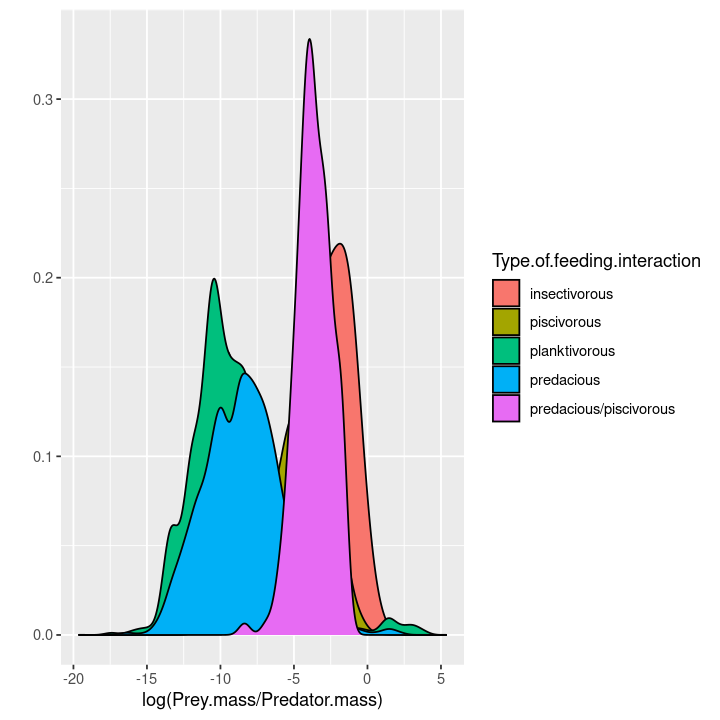 0.3
0.2
0.1
0.0
-20 -15 -10 -5 0 5
log(Prey.mass/Predator.mass)
Type.of.feeding.interaction
insectivorous
piscivorous
planktivorous
predacious
predacious/piscivorous